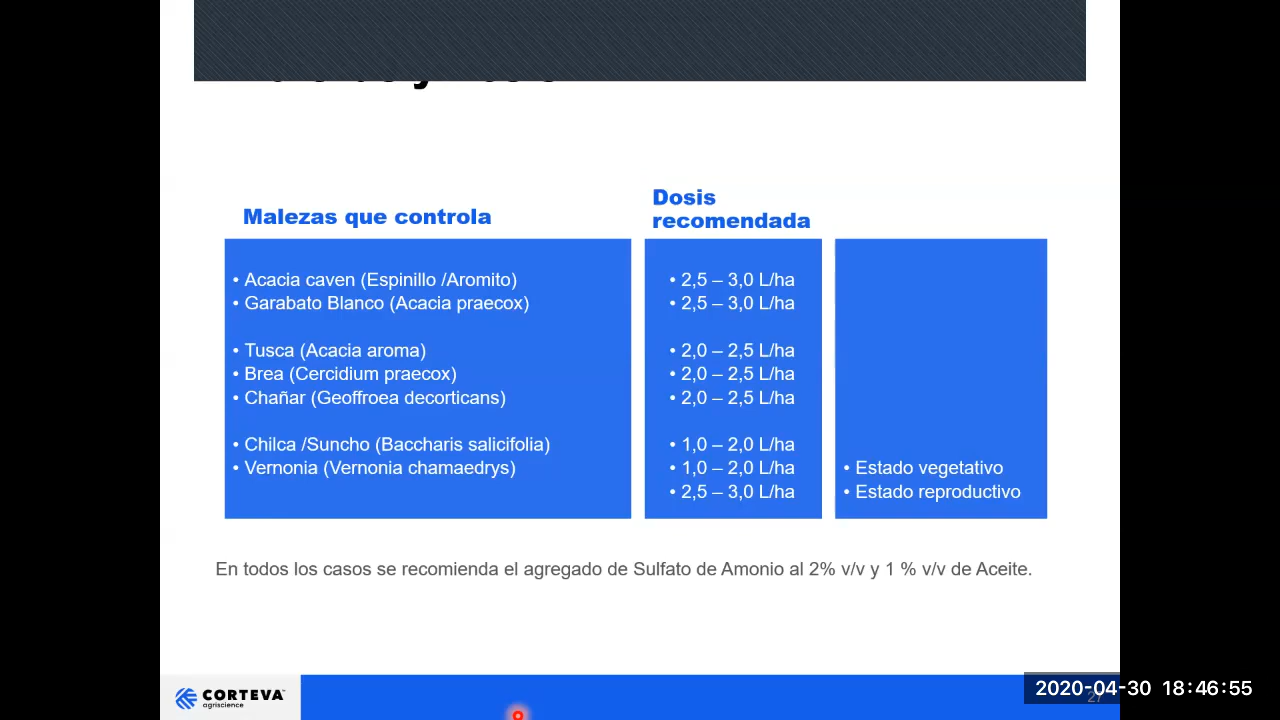 Malezas que controla
Dosis
recomendada
• Acacia caven (Espinillo /Aromito)
• Garabato Blanco (Acacia praecox)
• Tusca (Acacia aroma)
• Brea (Cercidium praecox)
• Chañar (Geoffroea decorticans)
• Chilca /Suncho (Baccharis salicifolia)
• Vernonia (Vernonia chamaedrys)
• 2,5 – 3,0 L/ha
• 2,5 – 3,0 L/ha
• 2,0 – 2,5 L/ha
• 2,0 – 2,5 L/ha
• 2,0 – 2,5 L/ha
• 1,0 – 2,0 L/ha
• 1,0 – 2,0 L/ha
• 2,5 – 3,0 L/ha
• Estado vegetativo
• Estado reproductivo
En todos los casos se recomienda el agregado de Sulfato de Amonio al 2% v/v y 1 % v/v de Aceite.
CORTEVA™
agriscience
2020-04-30 18:46:55
27